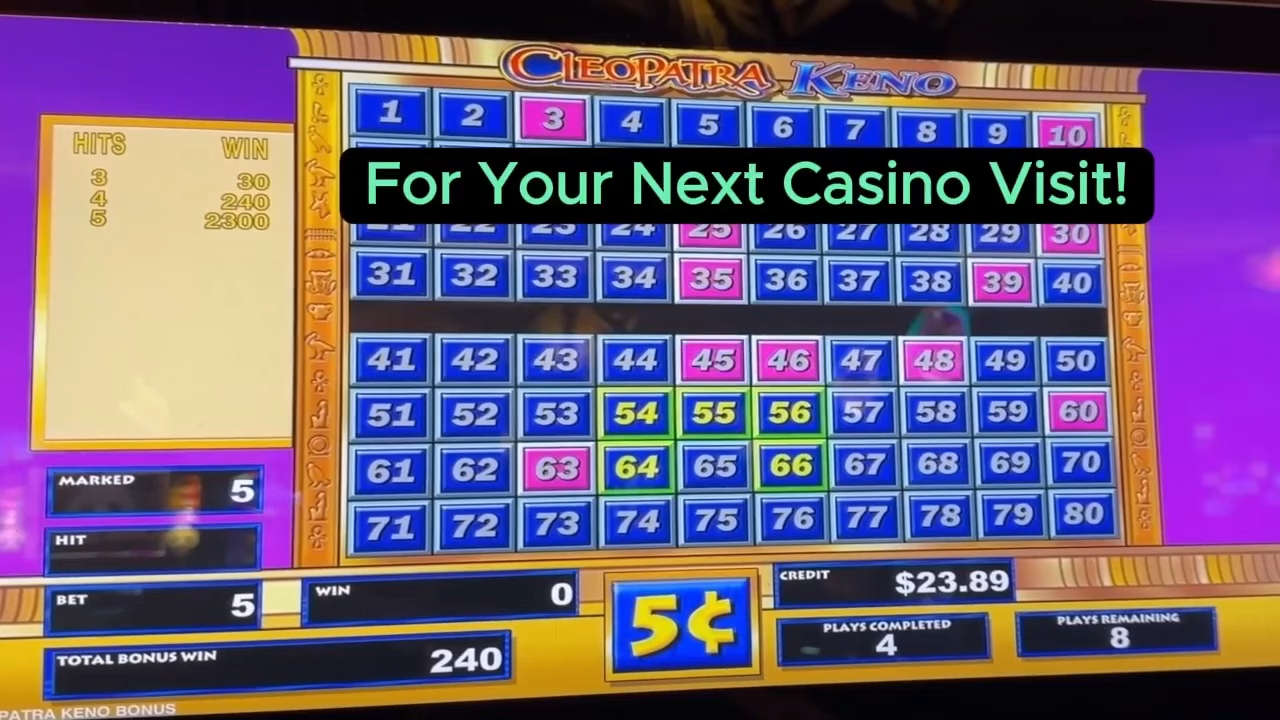 CLEOPATRA KENO
HITS WIN
3 30
4 240
5 2300
1 2 3 4 5 6 7 8 9 10
For Your Next Casino Visit!
21 22 23 24 25 26 27 28 29 30
31 32 33 34 35 36 37 38 39 40
41 42 43 44 45 46 47 48 49 50
51 52 53 54 55 56 57 58 59 60
61 62 63 64 65 66 67 68 69 70
71 72 73 74 75 76 77 78 79 80
MARKED 5
HIT
BET 5
WIN 0
5¢
CREDIT $23.89
PLAYS COMPLETED
4
PLAYS REMAINING
8
TOTAL BONUS WIN 240
PATRA KENO BONUS